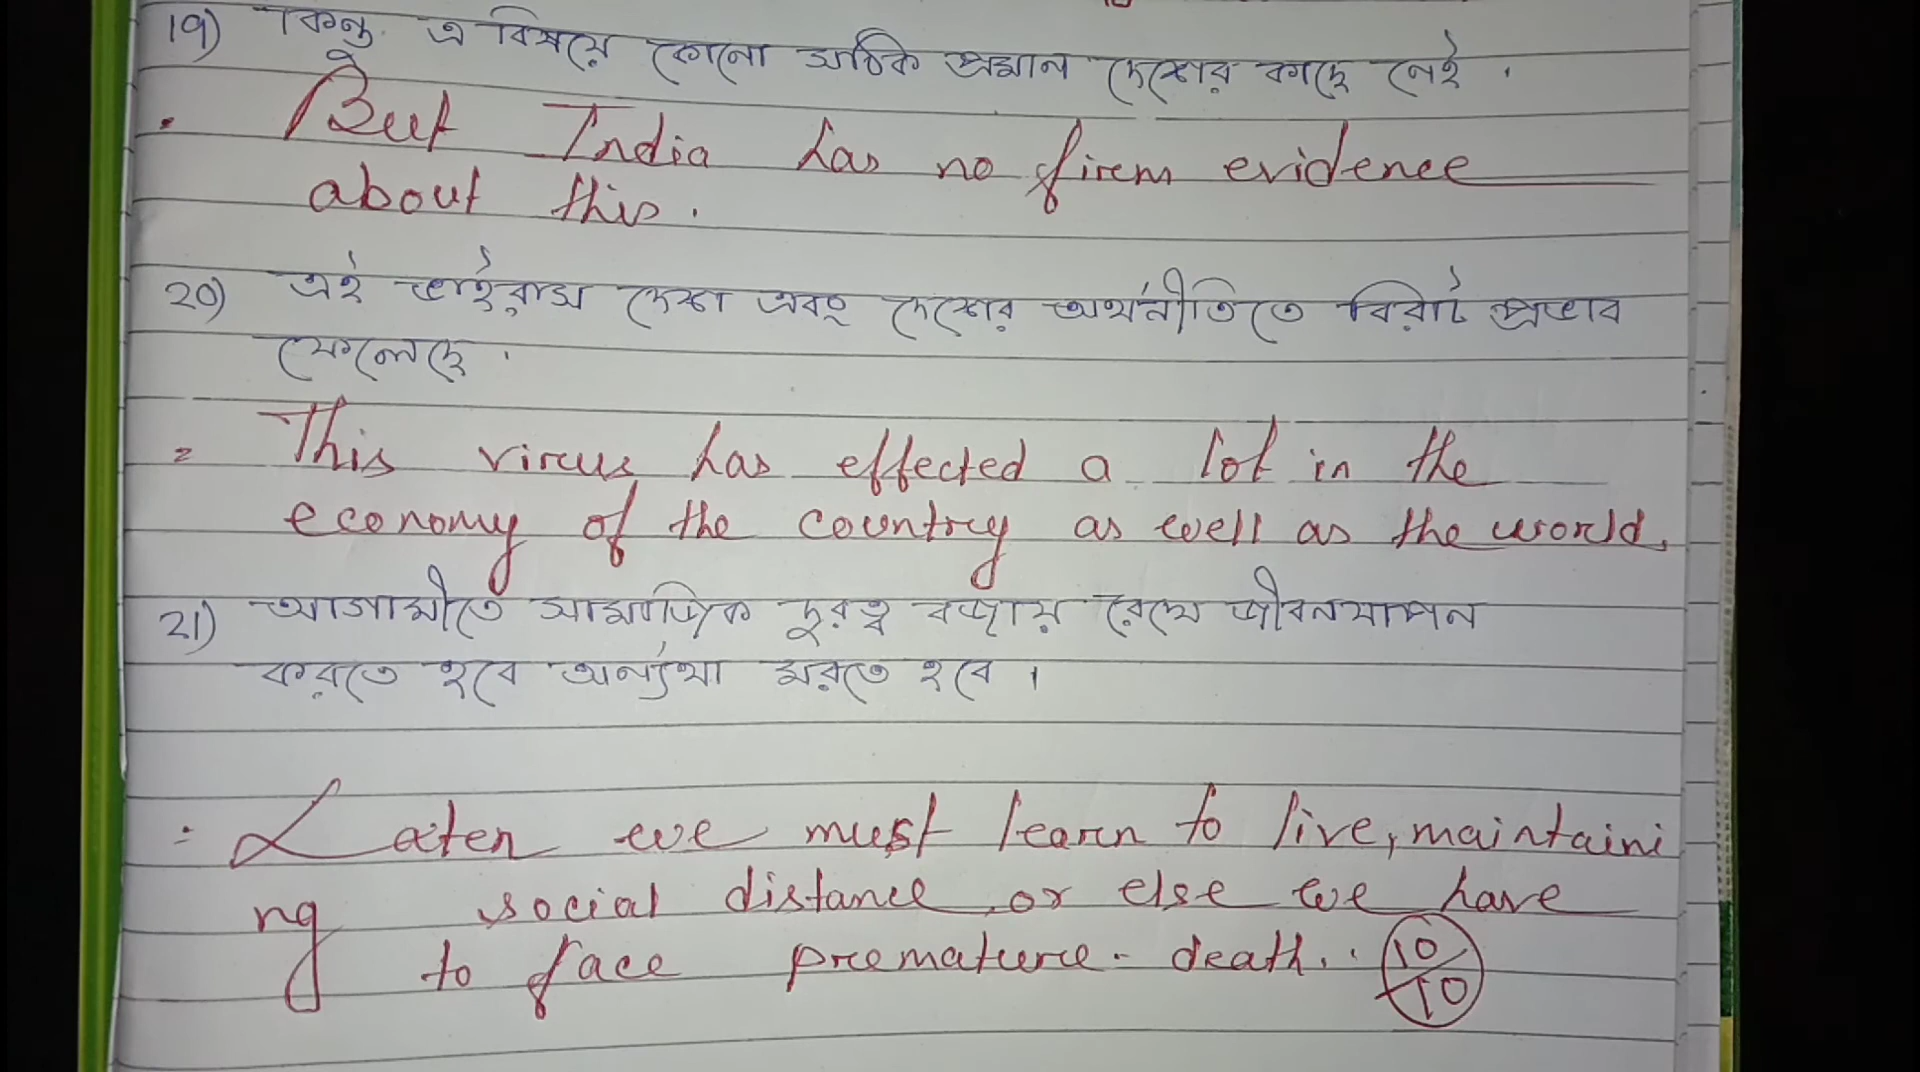 19) কিন্তু এ বিষয়ে কোনো সঠিক প্রমান দেশের কাছে নেই .
But India has no firem evidence
about this.
20) এই ভাইরাস দেশ এবং দেশের অর্থনীতিতে বিরাট প্রভাব
ফেলেছে .
= This virus has effected a lot in the
economy of the country as well as the world.
21) আগামীতে সামাজিক দুরত্ব বজায় রেখে জীবনযাপন
করতে হবে অন্যথা মরতে হবে ।
= Later we must learn to live, maintaini
ng social distance or else we have
to face premature - death.
10/10